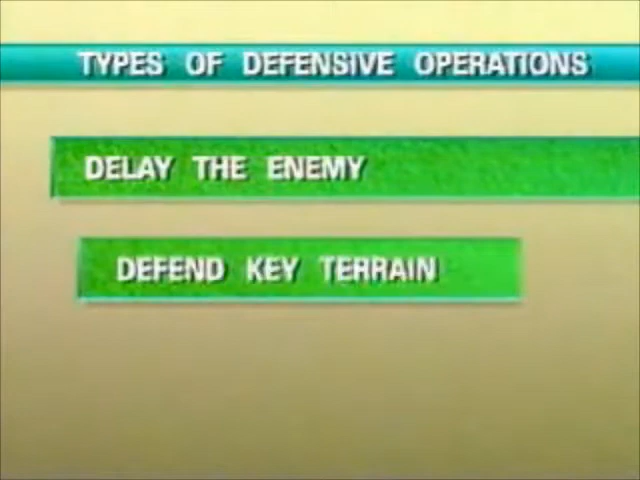 TYPES OF DEFENSIVE OPERATIONS
DELAY THE ENEMY
DEFEND KEY TERRAIN